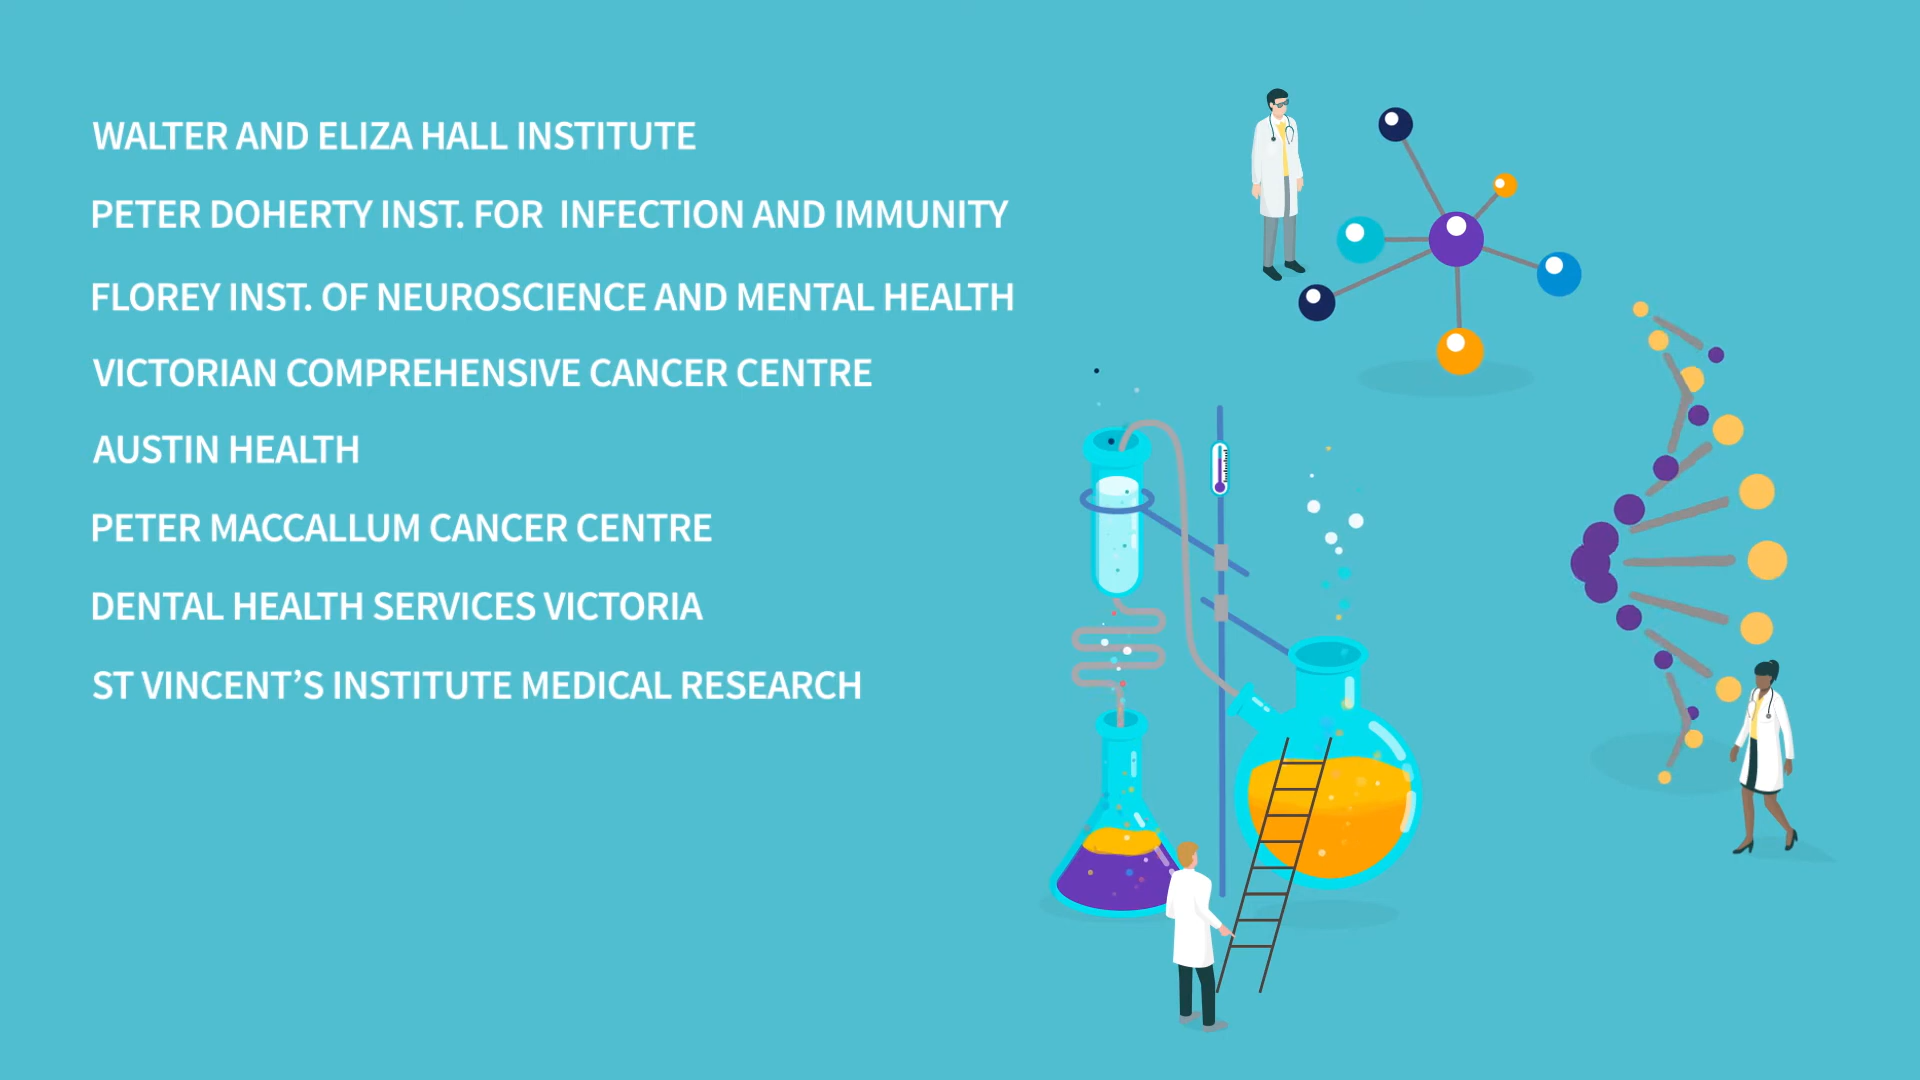 WALTER AND ELIZA HALL INSTITUTE
PETER DOHERTY INST. FOR  INFECTION AND IMMUNITY
FLOREY INST. OF NEUROSCIENCE AND MENTAL HEALTH
VICTORIAN COMPREHENSIVE CANCER CENTRE
AUSTIN HEALTH
PETER MACCALLUM CANCER CENTRE
DENTAL HEALTH SERVICES VICTORIA
ST VINCENT’S INSTITUTE MEDICAL RESEARCH